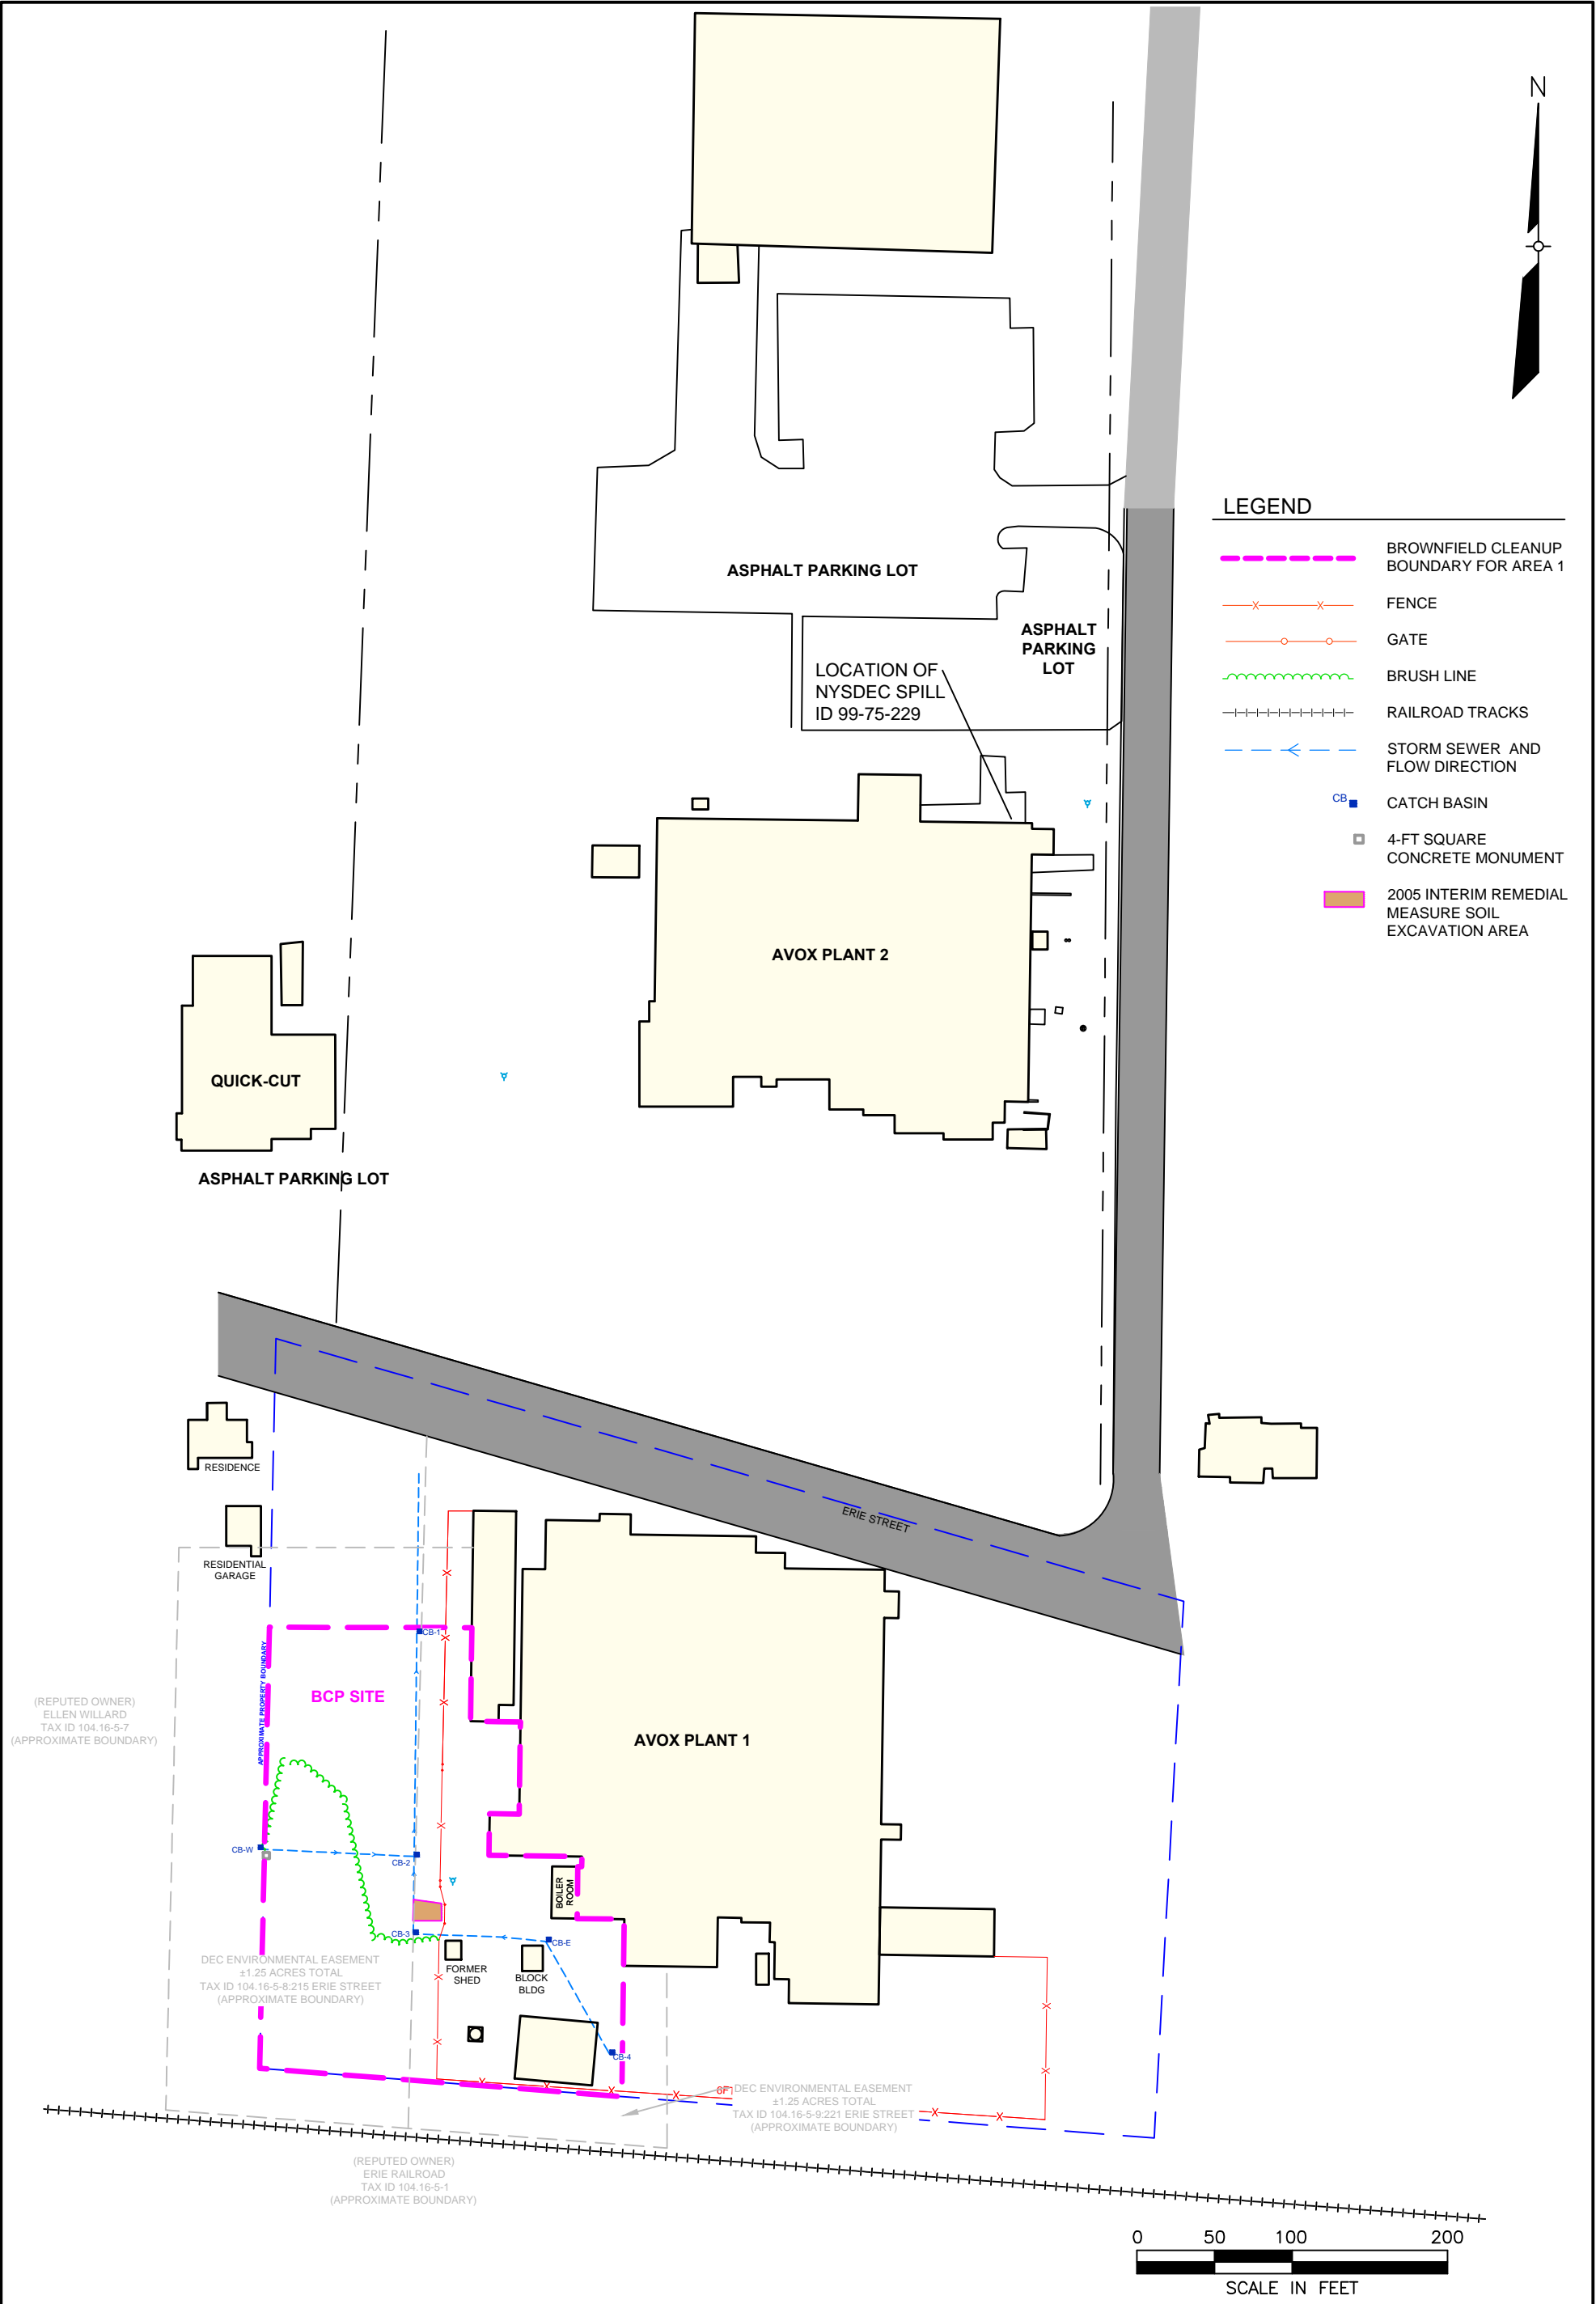 N
LEGEND
BROWNFIELD CLEANUP
BOUNDARY FOR AREA 1
X X
FENCE
GATE
BRUSH LINE
RAILROAD TRACKS
STORM SEWER AND
FLOW DIRECTION
CB
CATCH BASIN
4-FT SQUARE
CONCRETE MONUMENT
2005 INTERIM REMEDIAL
MEASURE SOIL
EXCAVATION AREA
ASPHALT PARKING LOT
ASPHALT
PARKING
LOT
LOCATION OF
NYSDEC SPILL
ID 99-75-229
AVOX PLANT 2
QUICK-CUT
ASPHALT PARKING LOT
RESIDENCE
ERIE STREET
RESIDENTIAL
GARAGE
CB-1
APPROXIMATE PROPERTY BOUNDARY
BCP SITE
(REPUTED OWNER)
ELLEN WILLARD
TAX ID 104.16-5-7
(APPROXIMATE BOUNDARY)
AVOX PLANT 1
CB-W
CB-2
BOILER
ROOM
CB-3
CB-E
DEC ENVIRONMENTAL EASEMENT
±1.25 ACRES TOTAL
TAX ID 104.16-5-8:215 ERIE STREET
(APPROXIMATE BOUNDARY)
FORMER
SHED
BLOCK
BLDG
CB-4
DEC ENVIRONMENTAL EASEMENT
±1.25 ACRES TOTAL
TAX ID 104.16-5-9:221 ERIE STREET
(APPROXIMATE BOUNDARY)
(REPUTED OWNER)
ERIE RAILROAD
TAX ID 104.16-5-1
(APPROXIMATE BOUNDARY)
0 50 100 200
SCALE IN FEET